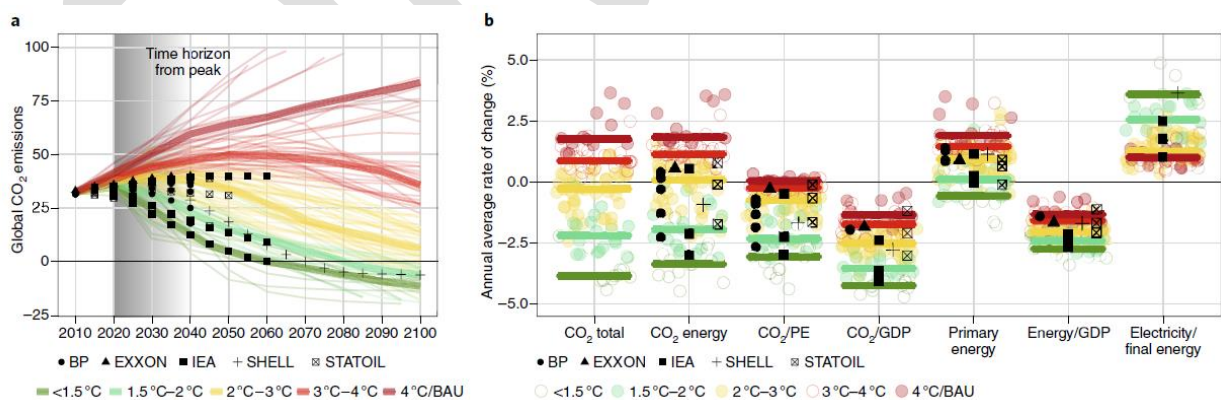 a
Global CO2 emissions
100
75
50
25
0
−25
Time horizon
from peak
2010 2020 2030 2040 2050 2060 2070 2080 2090 2100
BP EXXON IEA SHELL STATOIL
<1.5 °C 1.5 °C–2 °C 2 °C–3 °C 3 °C–4 °C 4 °C/BAU
b
Annual average rate of change (%)
5.0
2.5
0.0
−2.5
−5.0
CO2 total CO2 energy CO2/PE CO2/GDP Primary energy Energy/GDP Electricity/
final energy
BP EXXON IEA SHELL STATOIL
<1.5 °C 1.5 °C–2 °C 2 °C–3 °C 3 °C–4 °C 4 °C/BAU